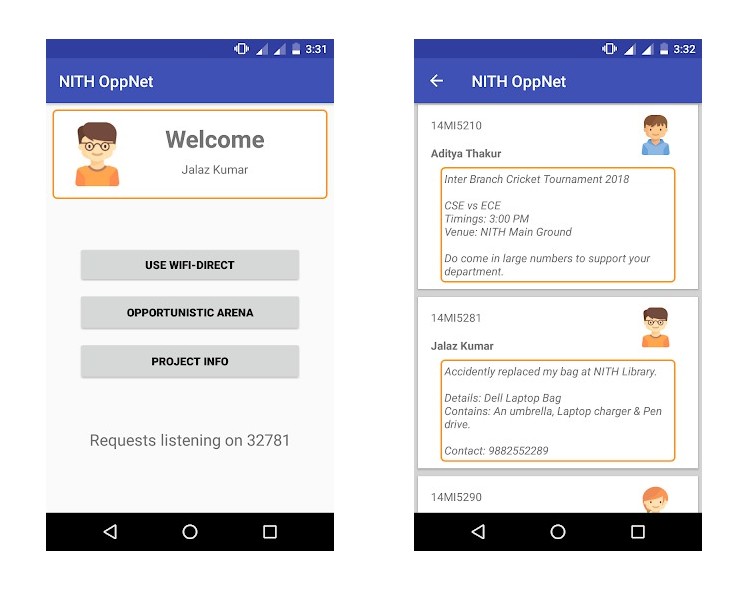 3:31
NITH OppNet
Welcome
Jalaz Kumar
USE WIFI-DIRECT
OPPORTUNISTIC ARENA
PROJECT INFO
Requests listening on 32781
3:32
NITH OppNet
14MI5210
Aditya Thakur
Inter Branch Cricket Tournament 2018
CSE vs ECE
Timings: 3:00 PM
Venue: NITH Main Ground
Do come in large numbers to support your
department.
14MI5281
Jalaz Kumar
Accidently replaced my bag at NITH Library.
Details: Dell Laptop Bag
Contains: An umbrella, Laptop charger & Pen
drive.
Contact: 9882552289
14MI5290